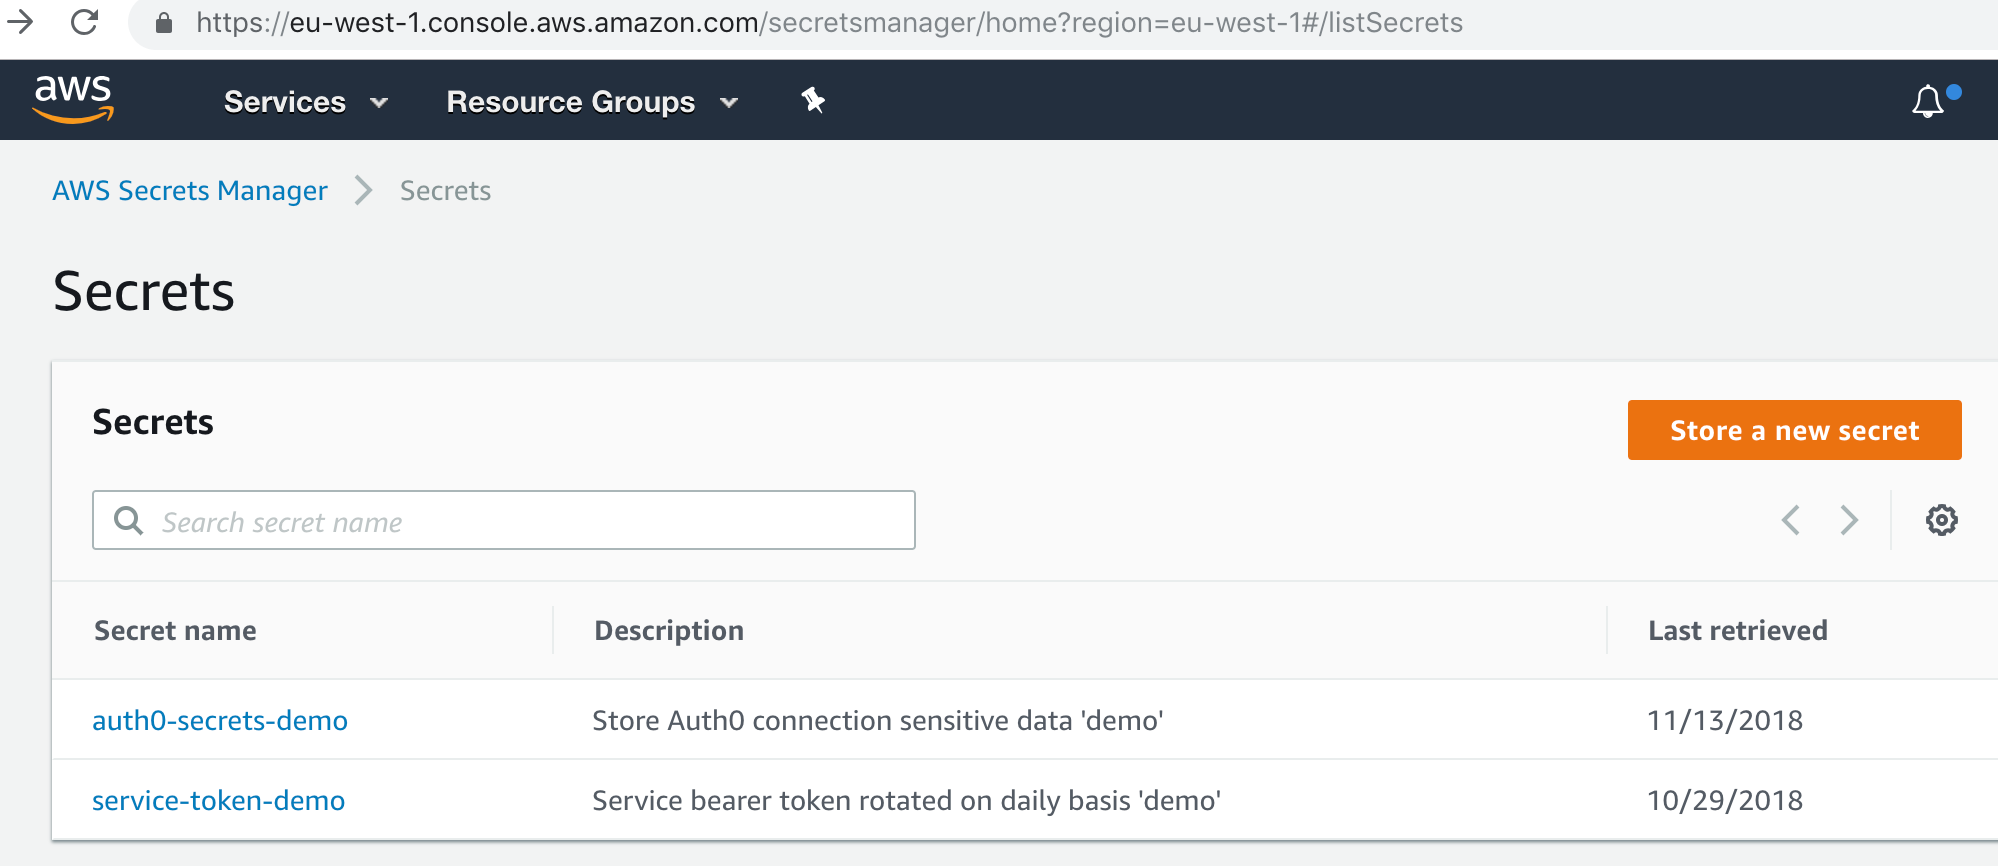 https://eu-west-1.console.aws.amazon.com/secretsmanager/home?region=eu-west-1#/listSecrets
aws Services Resource Groups
AWS Secrets Manager Secrets
Secrets
Secrets
Store a new secret
Search secret name
Secret name Description Last retrieved
auth0-secrets-demo Store Auth0 connection sensitive data 'demo' 11/13/2018
service-token-demo Service bearer token rotated on daily basis 'demo' 10/29/2018